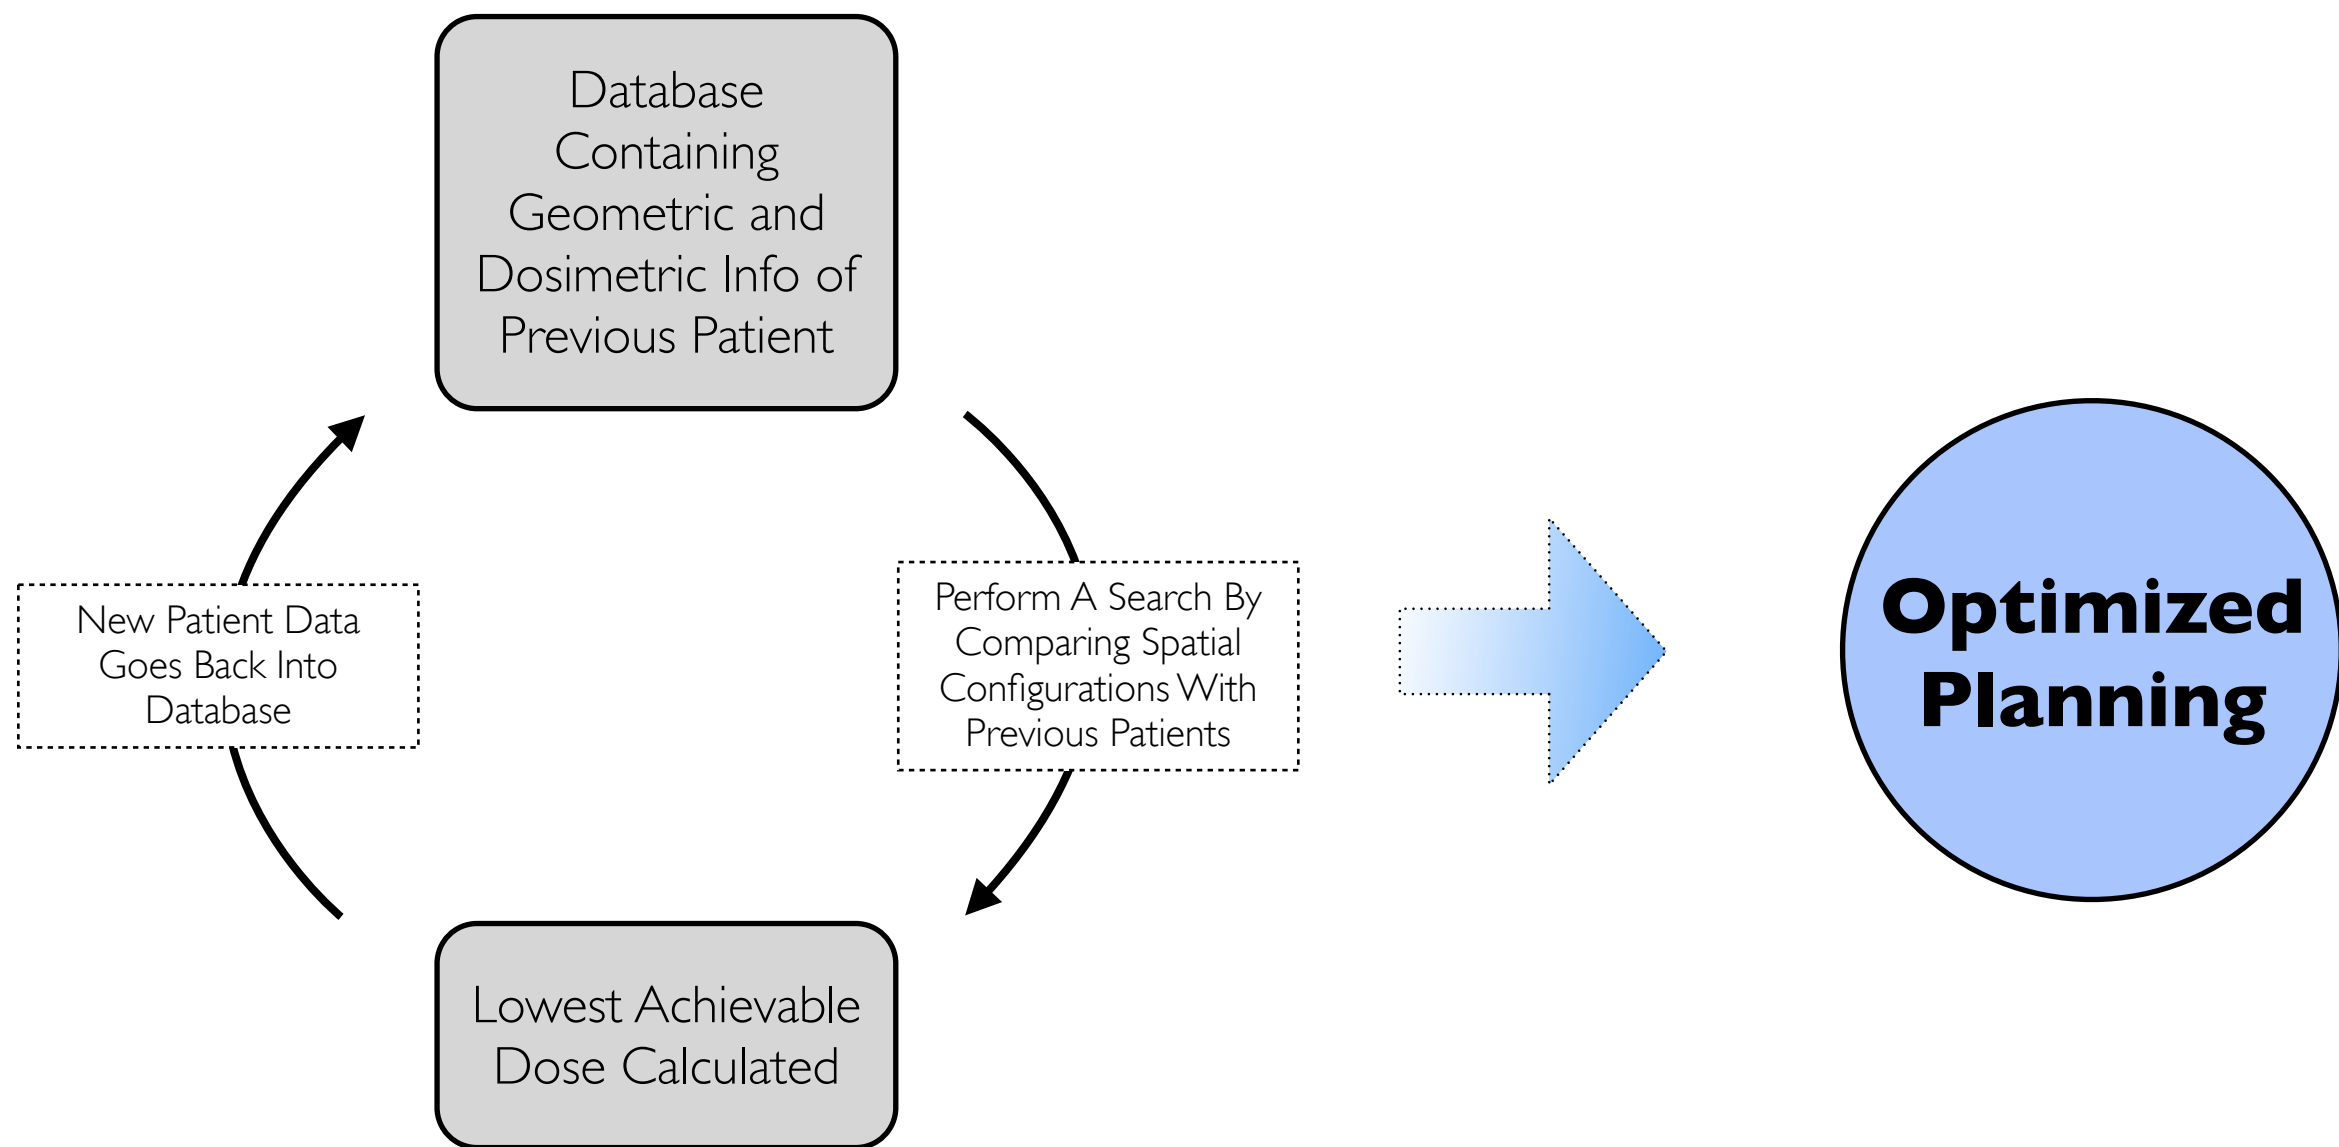 Database
Containing
Geometric and
Dosimetric Info of
Previous Patient
New Patient Data
Goes Back Into
Database
Perform A Search By
Comparing Spatial
Configurations With
Previous Patients
Optimized
Planning
Lowest Achievable
Dose Calculated